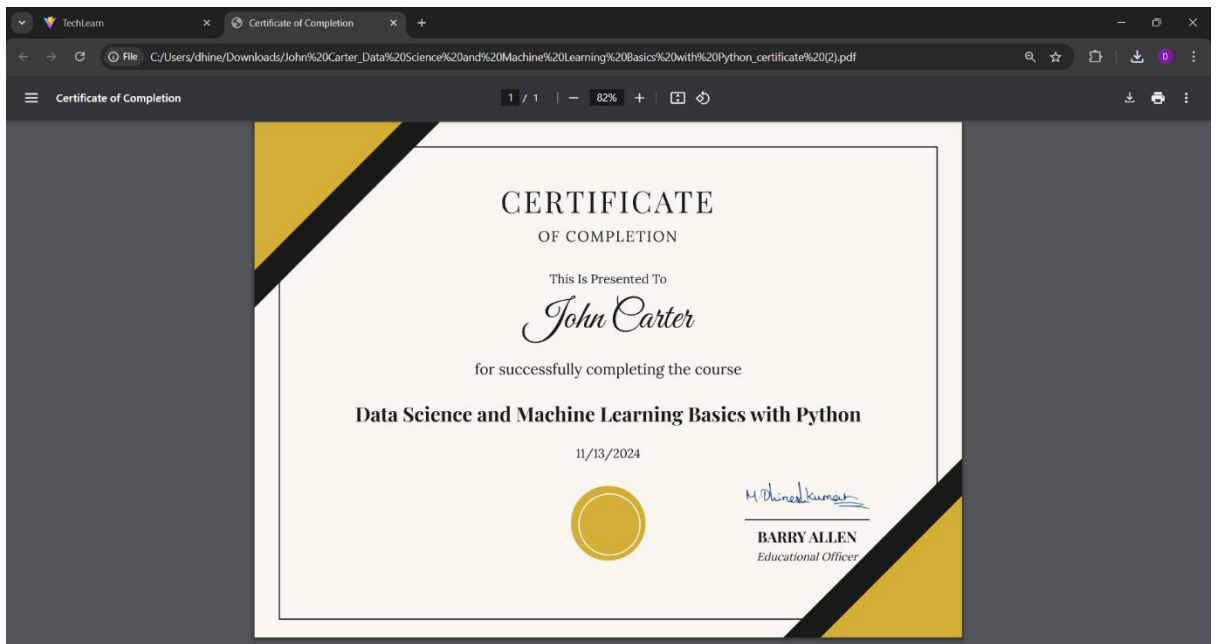 TechLearn
Certificate of Completion
File C:/Users/dhine/Downloads/John%20Carter_Data%20Science%20and%20Machine%20Learning%20Basics%20with%20Python_certificate%20(2).pdf
D
Certificate of Completion
1 / 1
82%
CERTIFICATE
OF COMPLETION
This Is Presented To
John Carter
for successfully completing the course
Data Science and Machine Learning Basics with Python
11/13/2024
M. Dhineshkumar
BARRY ALLEN
Educational Officer